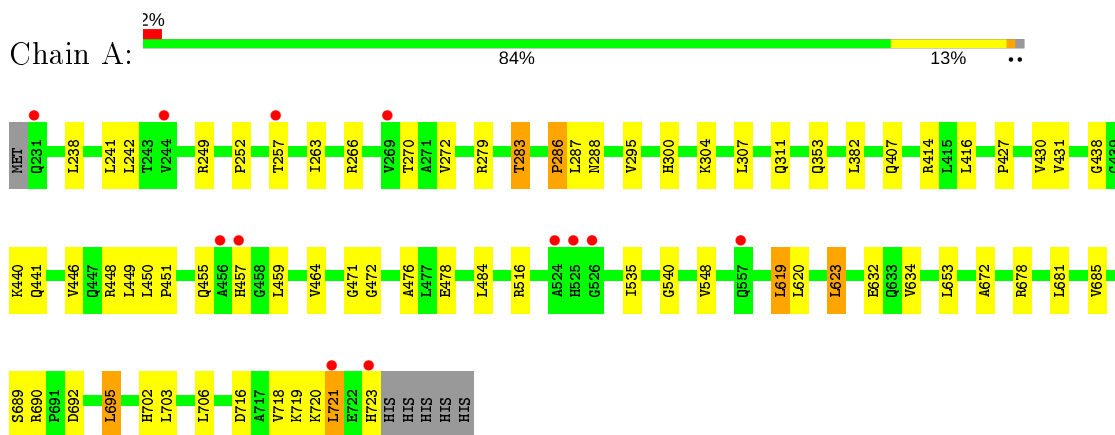 2%
Chain A:
84% 13% ••
MET Q231 L238 L241 L242 T243 V244 R249 P252 T257 I263 R266 V269 T270 A271 V272 R279 T283 P286 L287 N288 V295 H300 K304 L307 Q311 Q353 L382 Q407 R414 L415 L416 P427 V430 V431 G438 G439
K440 Q441 V446 Q447 R448 L449 L450 P451 Q455 A456 H457 G458 L459 V464 G471 G472 A476 L477 E478 L484 R516 A524 H525 G526 I535 G540 V548 Q557 L619 L620 L623 E632 Q633 V634 L653 A672 R678 L681 V685
S689 R690 P691 D692 L695 H702 L703 L706 D716 A717 V718 K719 K720 L721 E722 H723 HIS HIS HIS HIS HIS